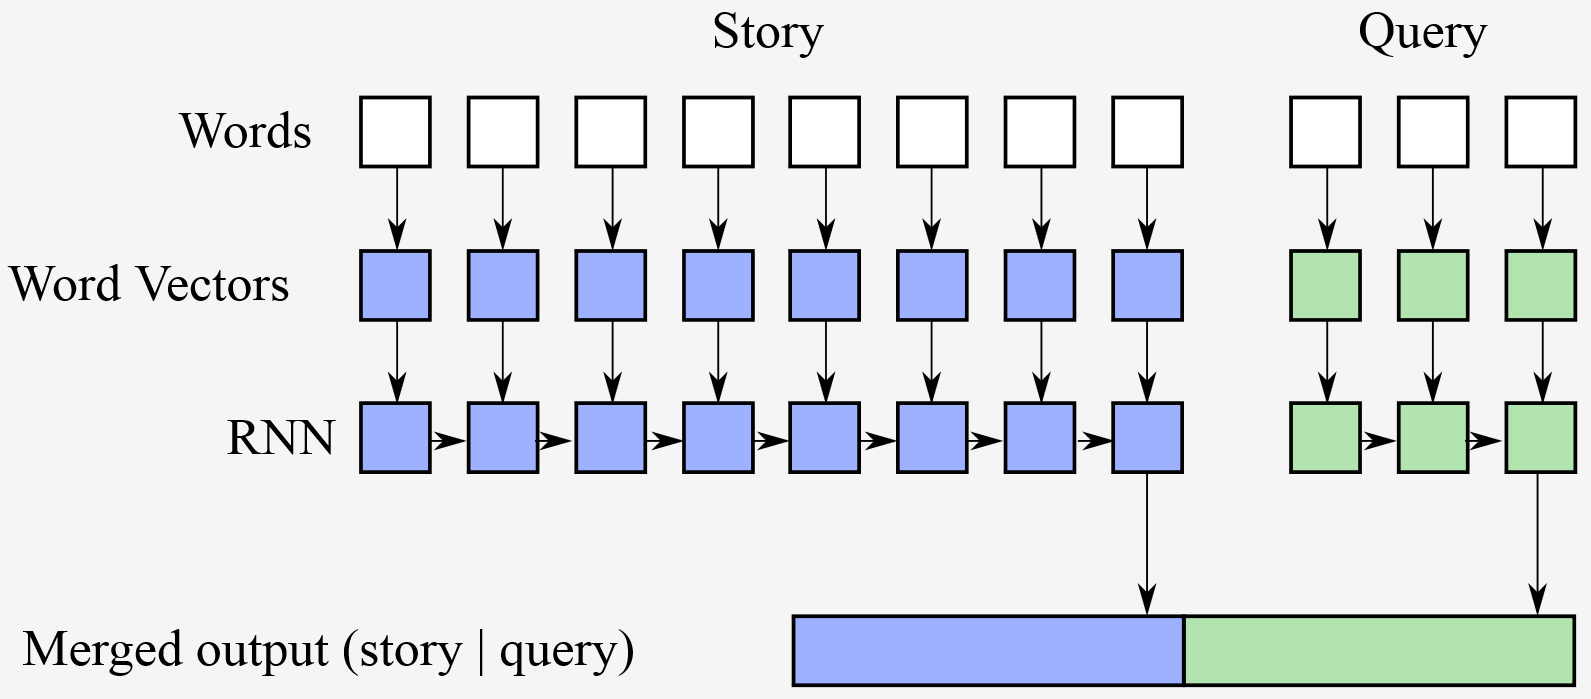 Story
Query
Words
Word Vectors
RNN
Merged output (story | query)